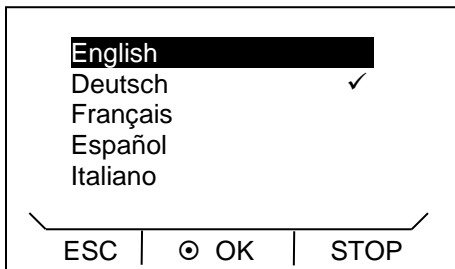 English
Deutsch ✓
Français
Español
Italiano
ESC ⊙ OK STOP